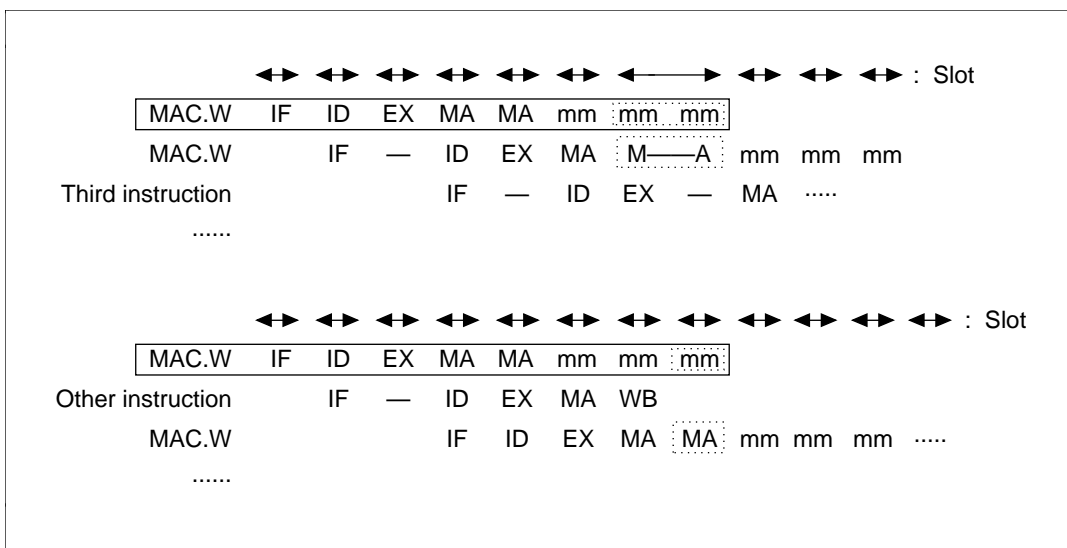 : Slot
MAC.W IF ID EX MA MA mm mm mm
MAC.W IF — ID EX MA M——A mm mm mm
Third instruction IF — ID EX — MA ·····
······
: Slot
MAC.W IF ID EX MA MA mm mm mm
Other instruction IF — ID EX MA WB
MAC.W IF ID EX MA MA mm mm mm ·····
······